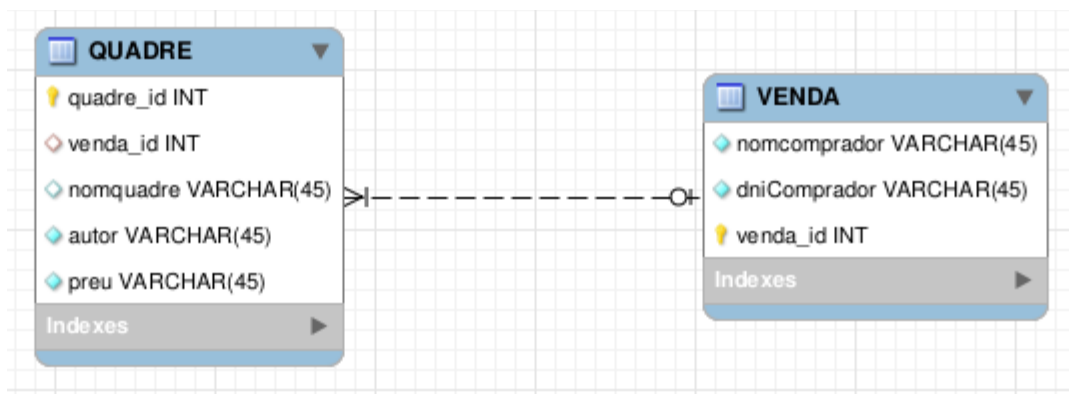 QUADRE
quadre_id INT
venda_id INT
nomquadre VARCHAR(45)
autor VARCHAR(45)
preu VARCHAR(45)
Indexes
VENDA
nomcomprador VARCHAR(45)
dniComprador VARCHAR(45)
venda_id INT
Indexes